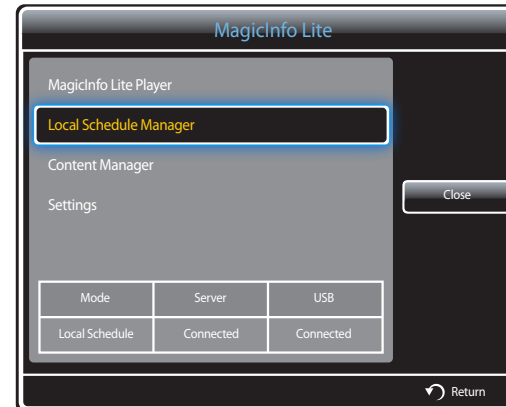 MagicInfo Lite
MagicInfo Lite Player
Local Schedule Manager
Content Manager
Settings
Close
Mode Server USB
Local Schedule Connected Connected
Return